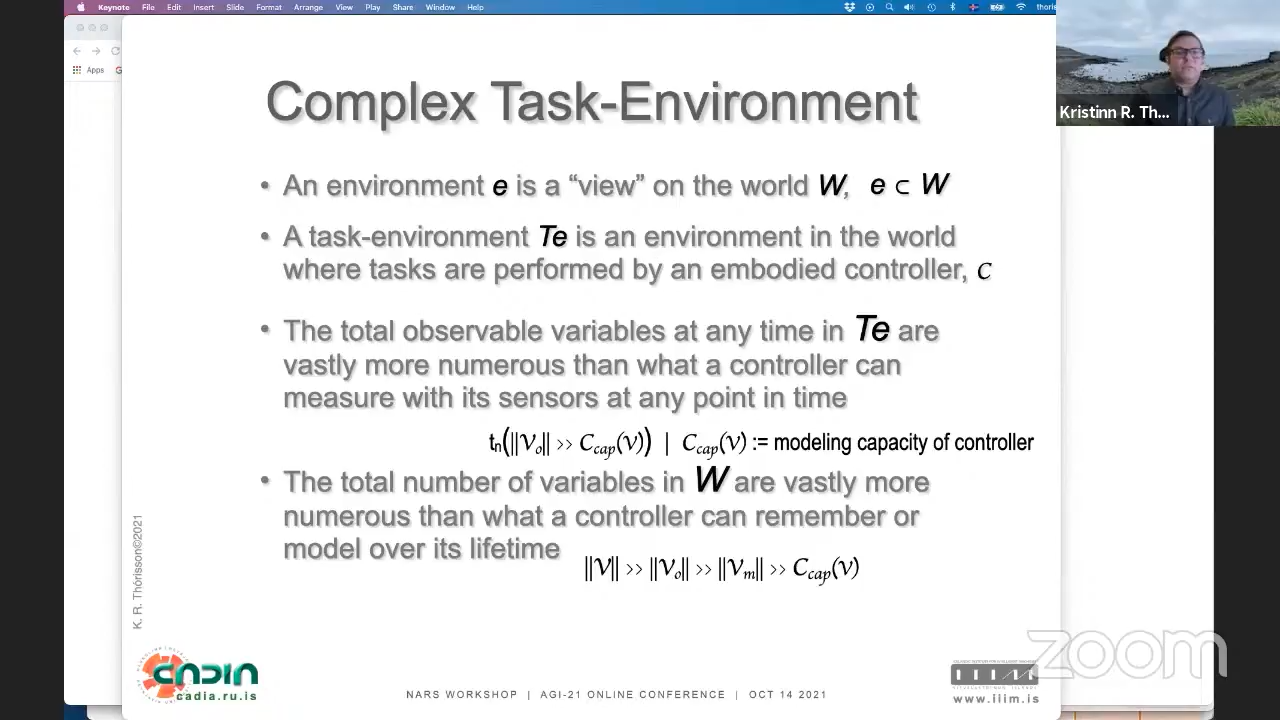 Keynote File Edit Insert Slide Format Arrange View Play Share Window Help
Apps
Kristinn R. Th...
Complex Task-Environment
• An environment e is a “view” on the world W, e ⊂ W
• A task-environment Te is an environment in the world
where tasks are performed by an embodied controller, C
• The total observable variables at any time in Te are
vastly more numerous than what a controller can
measure with its sensors at any point in time
tn(||Vo|| >> Ccap(v)) | Ccap(v) := modeling capacity of controller
• The total number of variables in W are vastly more
numerous than what a controller can remember or
model over its lifetime
||V|| >> ||Vo|| >> ||Vm|| >> Ccap(v)
K. R. Thórisson©2021
cadia
cadia.ru.is
NARS WORKSHOP | AGI-21 ONLINE CONFERENCE | OCT 14 2021
IIIM
www.iiim.is
zoom